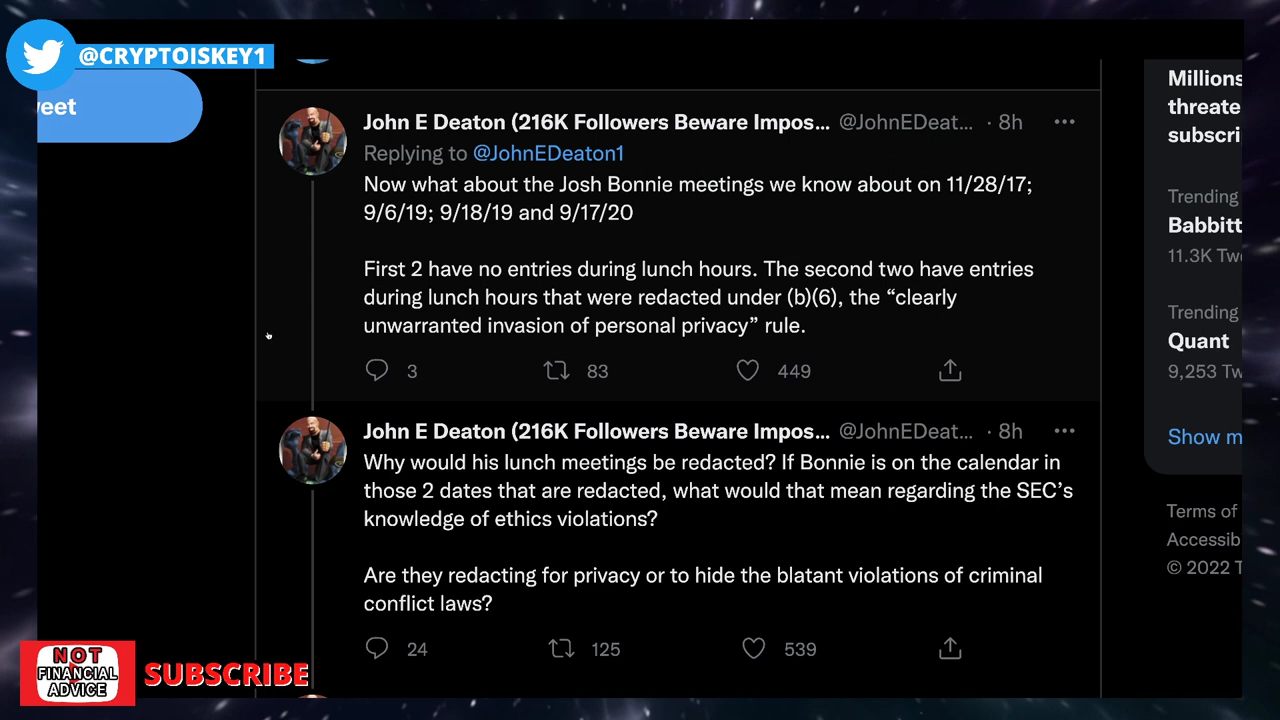 @CRYPTOISKEY1
eet
John E Deaton (216K Followers Beware Impos... @JohnEDeat... · 8h
Replying to @JohnEDeaton1
Now what about the Josh Bonnie meetings we know about on 11/28/17;
9/6/19; 9/18/19 and 9/17/20
First 2 have no entries during lunch hours. The second two have entries
during lunch hours that were redacted under (b)(6), the “clearly
unwarranted invasion of personal privacy” rule.
3 83 449
John E Deaton (216K Followers Beware Impos... @JohnEDeat... · 8h
Why would his lunch meetings be redacted? If Bonnie is on the calendar in
those 2 dates that are redacted, what would that mean regarding the SEC’s
knowledge of ethics violations?
Are they redacting for privacy or to hide the blatant violations of criminal
conflict laws?
24 125 539
Millions
threate
subscri
Trending
Babbitt
11.3K Tw
Trending
Quant
9,253 Tw
Show m
Terms of
Accessib
© 2022 T
NOT
FINANCIAL
ADVICE
SUBSCRIBE